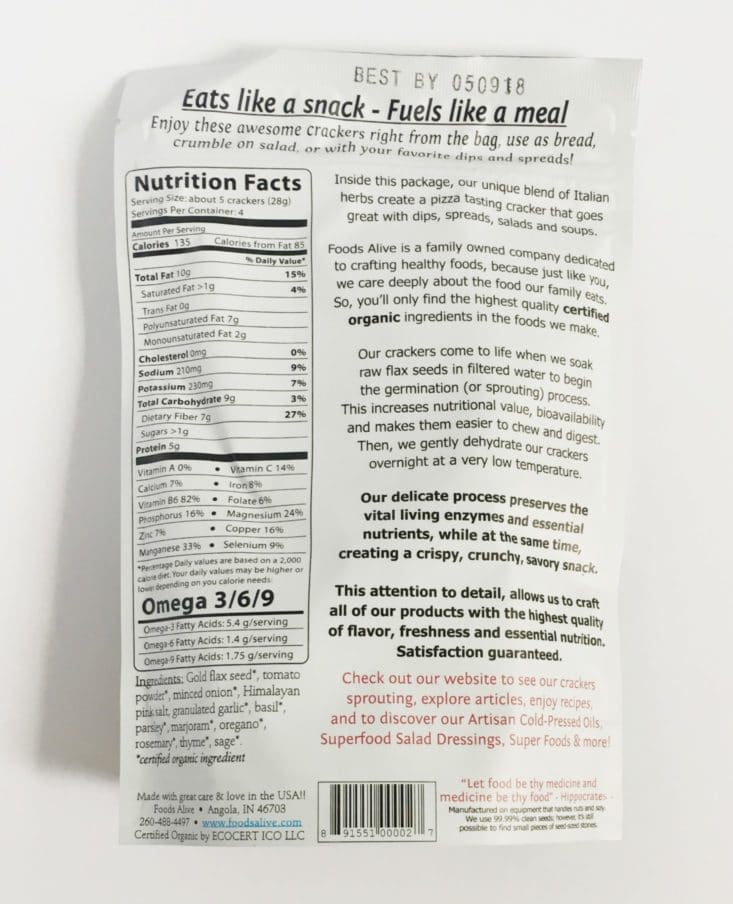 BEST BY 050918
Eats like a snack - Fuels like a meal
Enjoy these awesome crackers right from the bag, use as bread,
crumble on salad, or with your favorite dips and spreads!
Nutrition Facts
Serving Size: about 5 crackers (28g)
Servings Per Container: 4
Amount Per Serving
Calories 135 Calories from Fat 85
% Daily Value*
Total Fat 10g 15%
Saturated Fat >1g 4%
Trans Fat 0g
Polyunsaturated Fat 7g
Monounsaturated Fat 2g
Cholesterol 0mg 0%
Sodium 210mg 9%
Potassium 230mg 7%
Total Carbohydrate 9g 3%
Dietary Fiber 7g 27%
Sugars >1g
Protein 5g
Vitamin A 0% • Vitamin C 14%
Calcium 7% • Iron 8%
Vitamin B6 82% • Folate 6%
Phosphorus 16% • Magnesium 24%
Zinc 7% • Copper 16%
Manganese 33% • Selenium 9%
*Percentage Daily values are based on a 2,000
calorie diet. Your daily values may be higher or
lower depending on you calorie needs:
Omega 3/6/9
Omega-3 Fatty Acids: 5.4 g/serving
Omega-6 Fatty Acids: 1.4 g/serving
Omega-9 Fatty Acids: 1.75 g/serving
Ingredients: Gold flax seed*, tomato
powder*, minced onion*, Himalayan
pink salt, granulated garlic*, basil*,
parsley*, marjoram*, oregano*,
rosemary*, thyme*, sage*.
*certified organic ingredient
Made with great care & love in the USA!!
Foods Alive • Angola, IN 46703
260-488-4497 • www.foodsalive.com
Certified Organic by ECOCERT ICO LLC
Inside this package, our unique blend of Italian
herbs create a pizza tasting cracker that goes
great with dips, spreads, salads and soups.
Foods Alive is a family owned company dedicated
to crafting healthy foods, because just like you,
we care deeply about the food our family eats.
So, you'll only find the highest quality certified
organic ingredients in the foods we make.
Our crackers come to life when we soak
raw flax seeds in filtered water to begin
the germination (or sprouting) process.
This increases nutritional value, bioavailability
and makes them easier to chew and digest.
Then, we gently dehydrate our crackers
overnight at a very low temperature.
Our delicate process preserves the
vital living enzymes and essential
nutrients, while at the same time,
creating a crispy, crunchy, savory snack.
This attention to detail, allows us to craft
all of our products with the highest quality
of flavor, freshness and essential nutrition.
Satisfaction guaranteed.
Check out our website to see our crackers
sprouting, explore articles, enjoy recipes,
and to discover our Artisan Cold-Pressed Oils,
Superfood Salad Dressings, Super Foods & more!
8 91551 00002 7
"Let food be thy medicine and
medicine be thy food" - Hippocrates -
Manufactured on equipment that handles nuts and soy.
We use 99.99% clean seeds; however, it's still
possible to find small pieces of seed-sized stones.